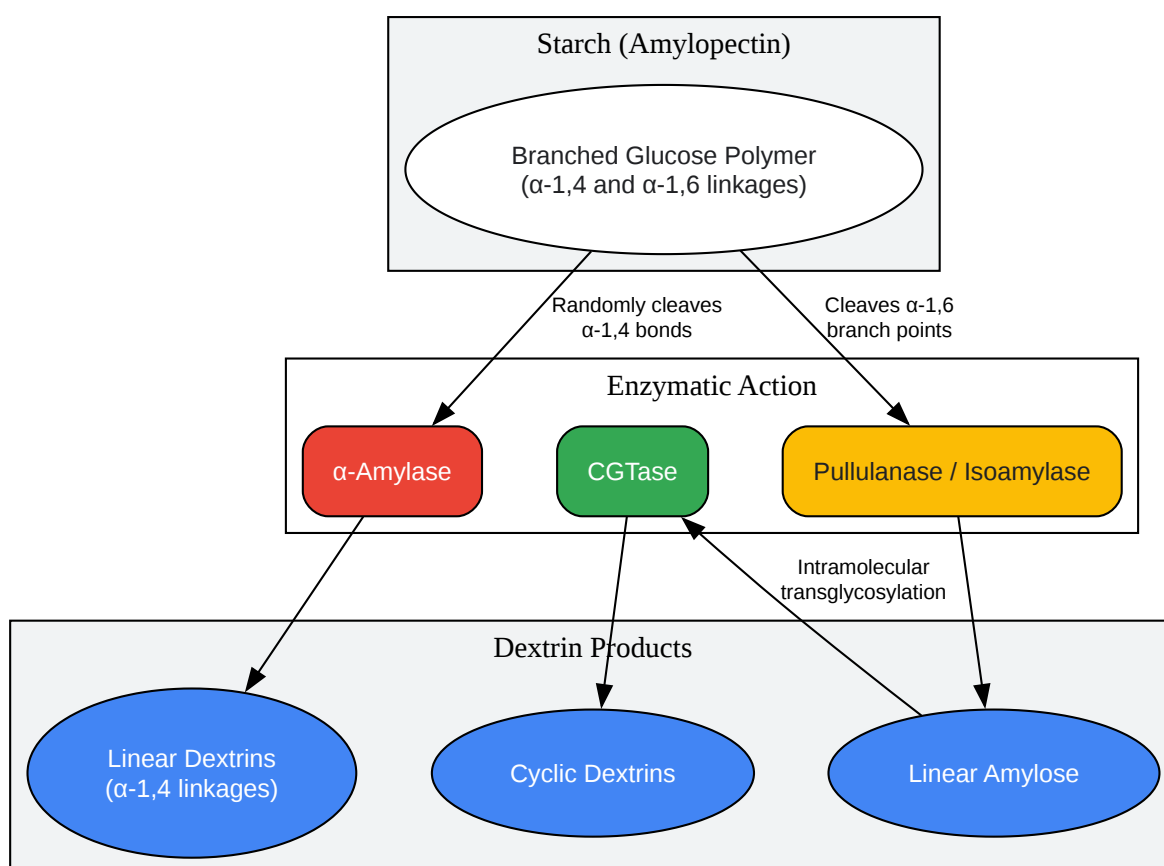 Starch (Amylopectin)
Branched Glucose Polymer
(α-1,4 and α-1,6 linkages)
Randomly cleaves
α-1,4 bonds
Cleaves α-1,6
branch points
Enzymatic Action
α-Amylase
CGTase
Pullulanase / Isoamylase
Intramolecular
transglycosylation
Dextrin Products
Linear Dextrins
(α-1,4 linkages)
Cyclic Dextrins
Linear Amylose